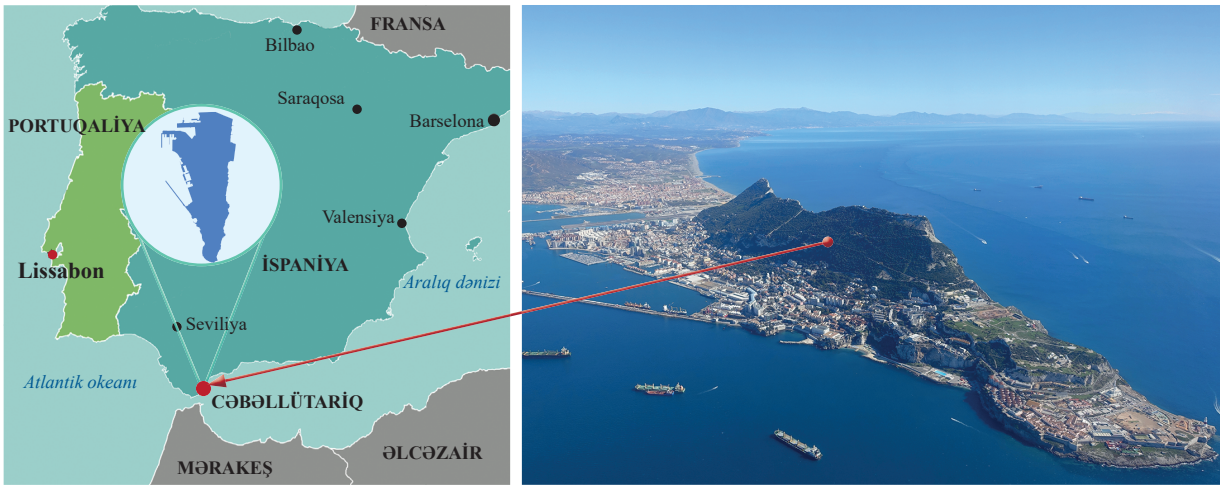 FRANSA
Bilbao
Saraqosa
Barselona
PORTUQALİYA
Valensiya
Lissabon
İSPANİYA
Aralıq dənizi
Seviliya
Atlantik okeanı
CƏBƏLLÜTARİQ
MƏRAKEŞ
ƏLCƏZAİR